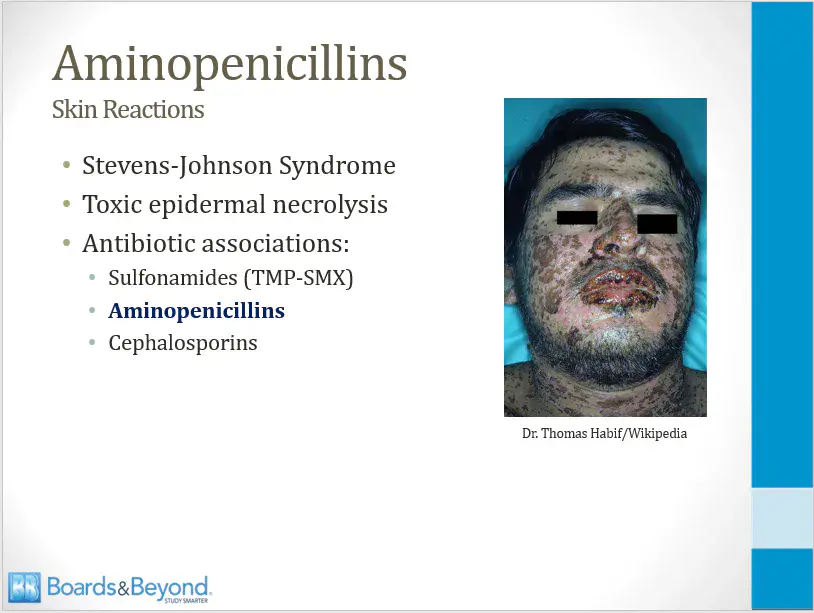 Aminopenicillins
Skin Reactions
• Stevens-Johnson Syndrome
• Toxic epidermal necrolysis
• Antibiotic associations:
• Sulfonamides (TMP-SMX)
• Aminopenicillins
• Cephalosporins
Dr. Thomas Habif/Wikipedia
BB Boards&Beyond.
STUDY SMARTER